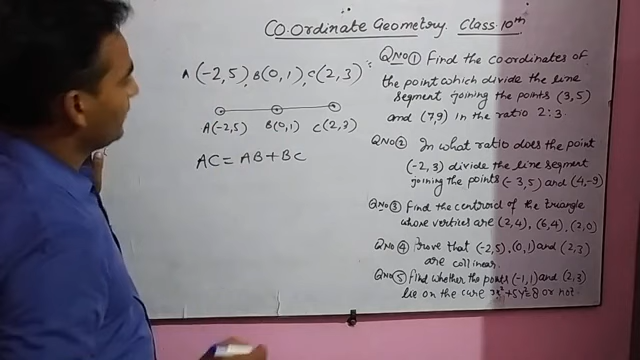 CO.Ordinate Geometry. Class 10th
A(-2,5), B(0,1), C(2,3)
A(-2,5) B(0,1) C(2,3)
AC = AB + BC
QNO① Find the coordinates of
the point which divide the line
segment joining the points (3,5)
and (7,9) in the ratio 2:3.
QNO② In what ratio does the point
(-2,3) divide the line segment
joining the points (-3,5) and (4,-9)
QNO③ Find the centroid of the triangle
whose vertices are (2,4), (6,4), (2,0)
QNO④ Prove that (-2,5), (0,1) and (2,3)
are collinear.
QNO⑤ Find whether the points (-1,1) and (2,3)
lie on the curve x²+5y²=8 or not.